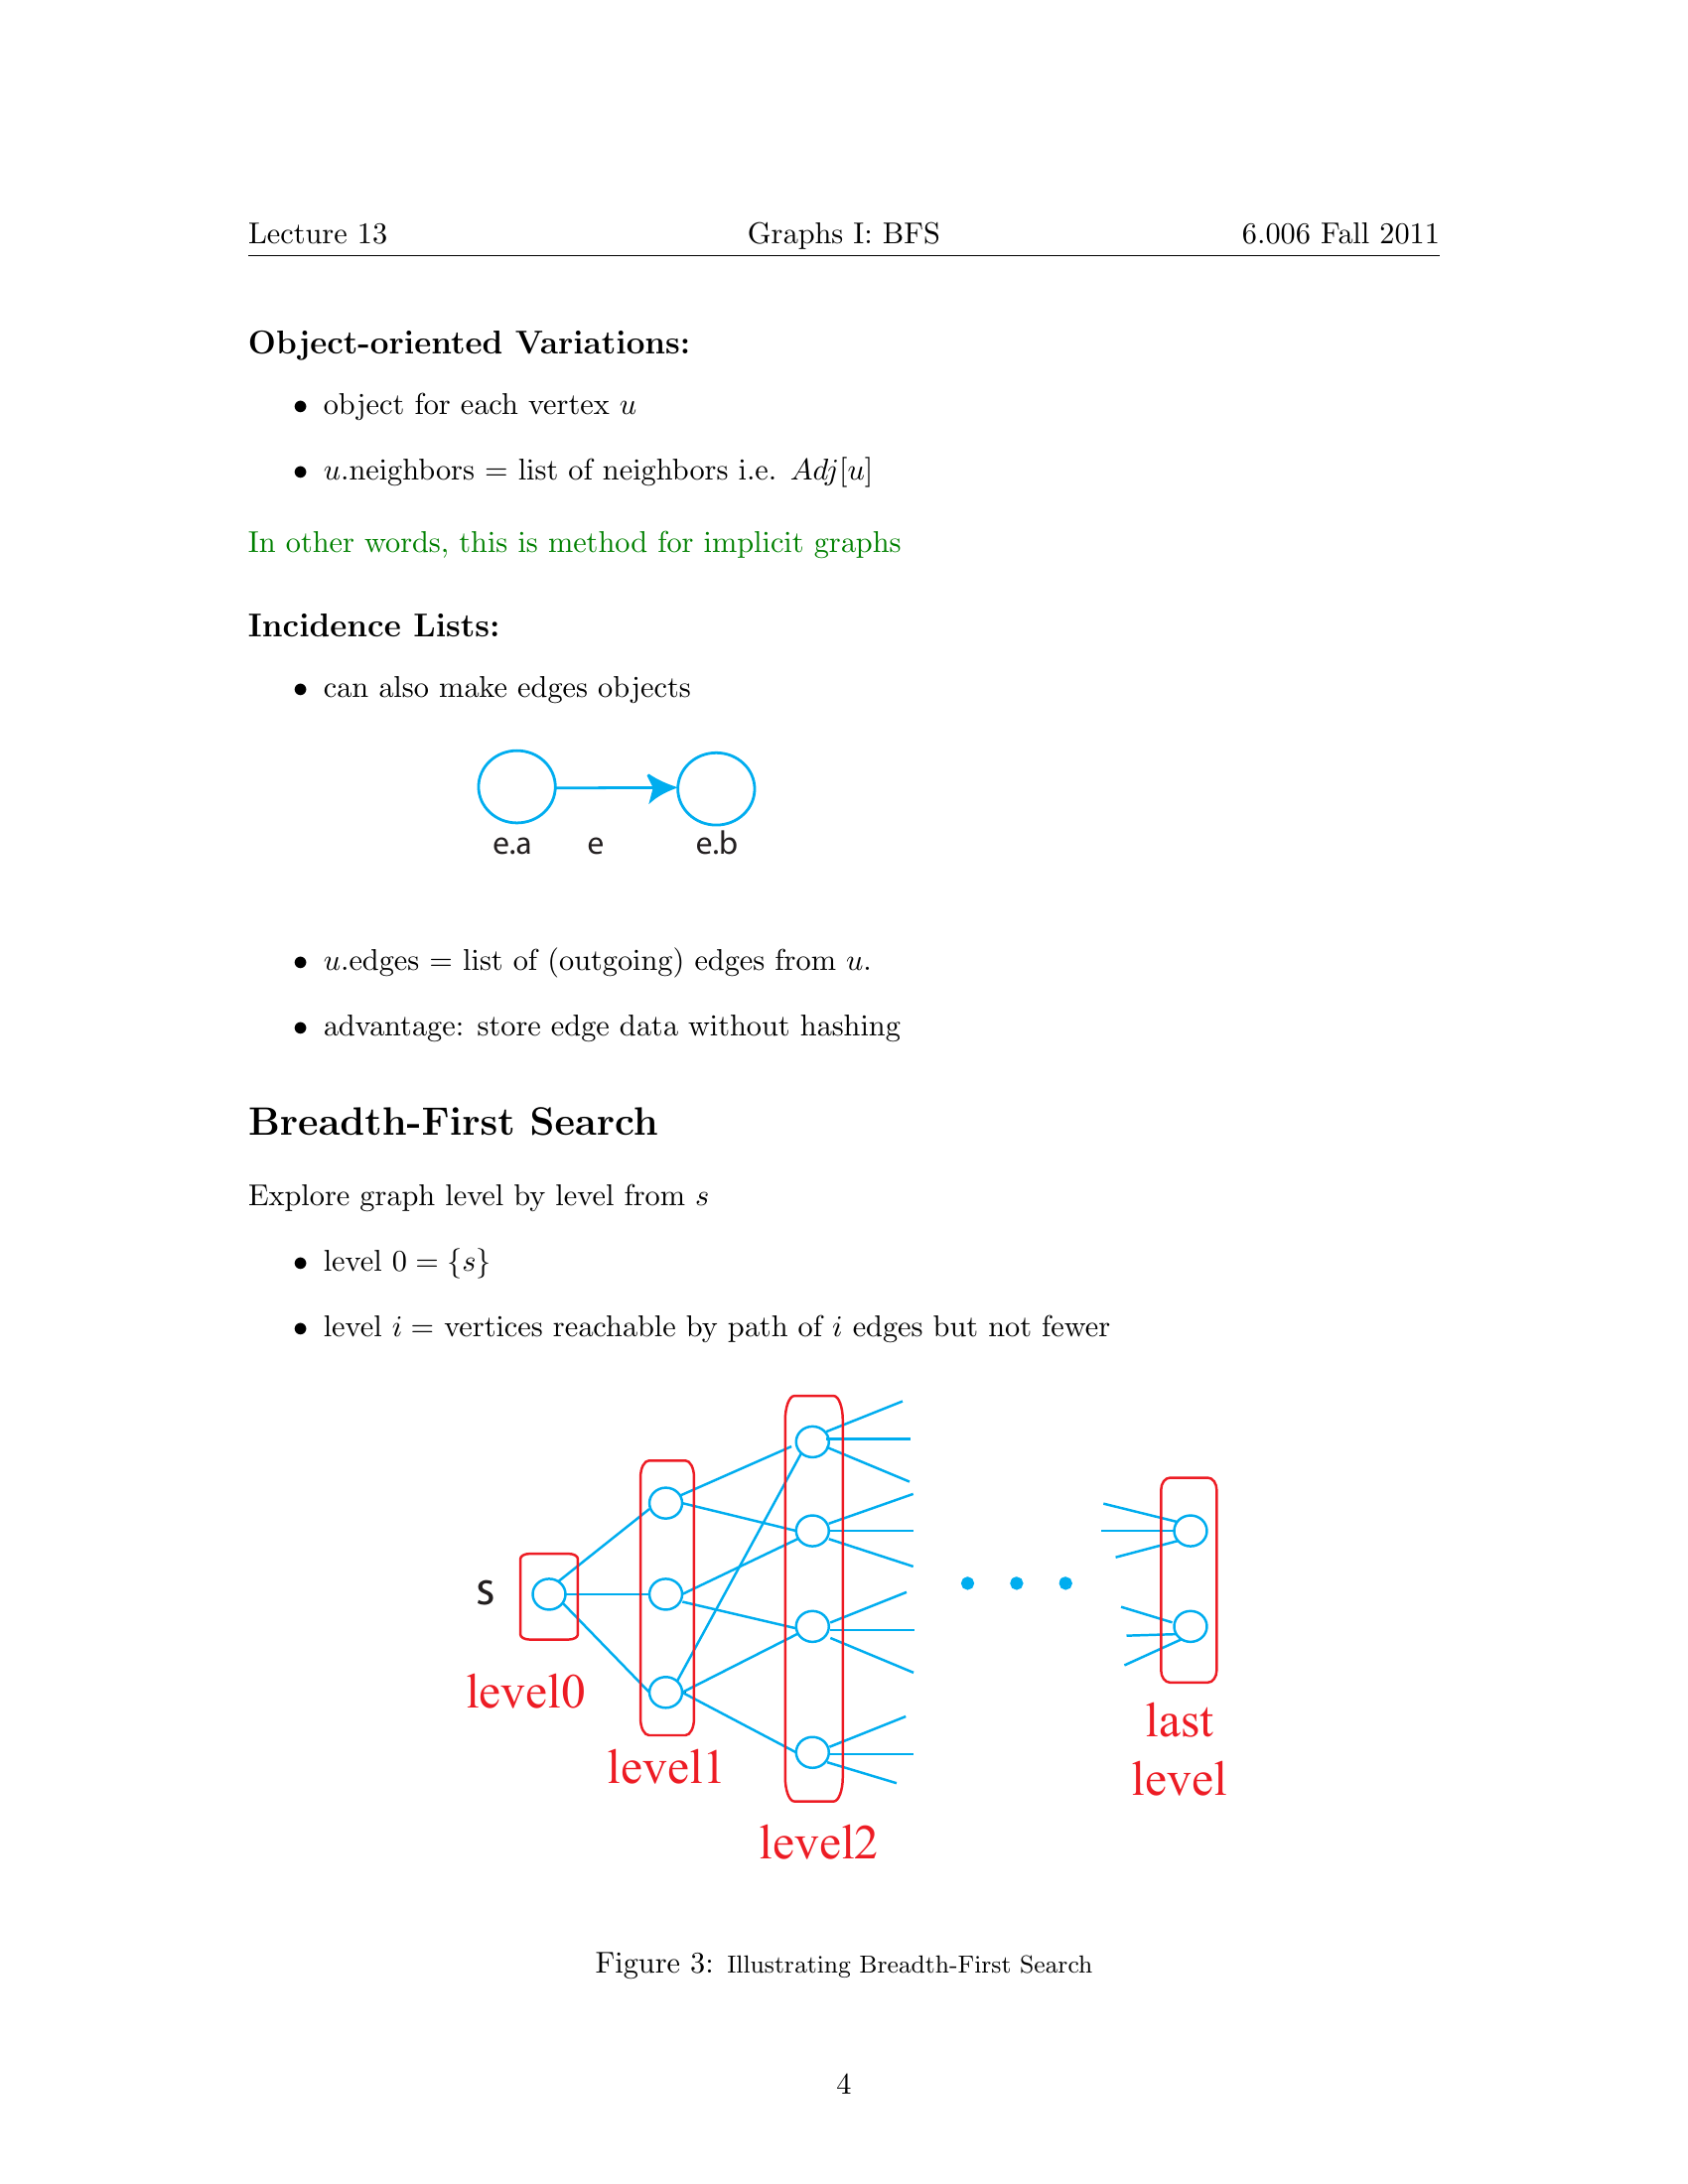 Lecture 13 Graphs I: BFS 6.006 Fall 2011
Object-oriented Variations:
• object for each vertex u
• u.neighbors = list of neighbors i.e. Adj[u]
In other words, this is method for implicit graphs
Incidence Lists:
• can also make edges objects
e.a e e.b
• u.edges = list of (outgoing) edges from u.
• advantage: store edge data without hashing
Breadth-First Search
Explore graph level by level from s
• level 0 = {s}
• level i = vertices reachable by path of i edges but not fewer
S
level0
level1
level2
last
level
Figure 3: Illustrating Breadth-First Search
4